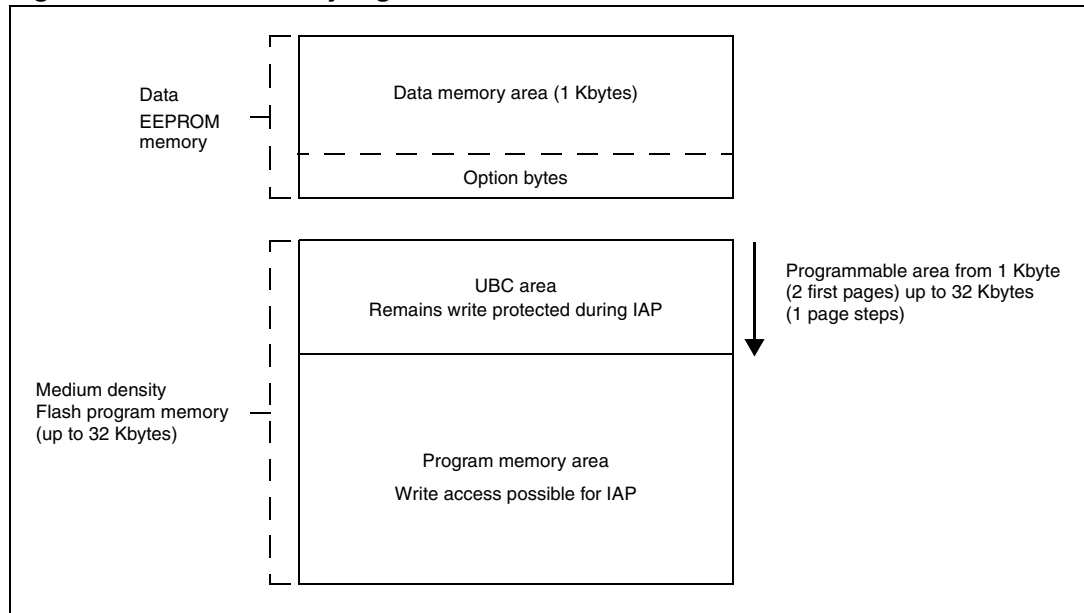 Data memory area (1 Kbytes)
Data
EEPROM
memory
Option bytes
UBC area
Remains write protected during IAP
Programmable area from 1 Kbyte
(2 first pages) up to 32 Kbytes
(1 page steps)
Medium density
Flash program memory
(up to 32 Kbytes)
Program memory area
Write access possible for IAP